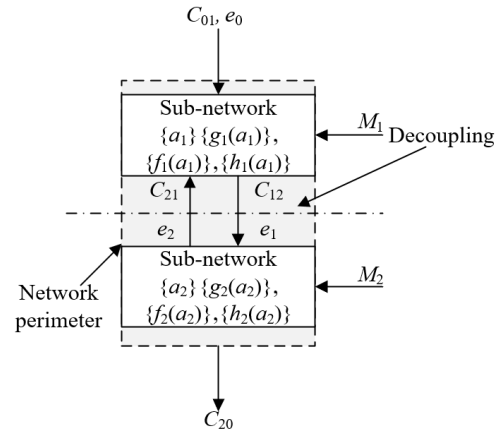 C01, e0
Sub-network
{a1}{g1(a1)},
{f1(a1)},{h1(a1)}
M1
Decoupling
C21
C12
e2
e1
Sub-network
{a2}{g2(a2)},
{f2(a2)},{h2(a2)}
M2
Network
perimeter
C20